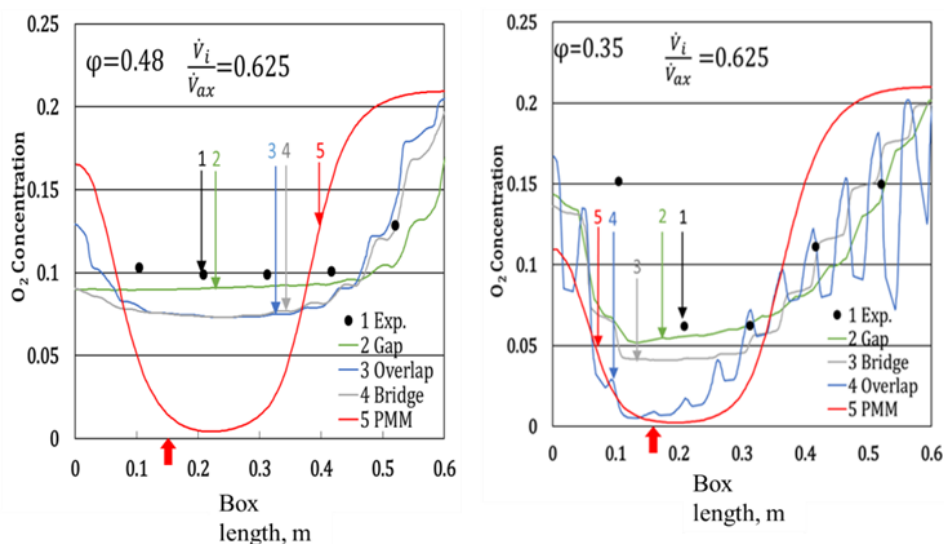 0.25
φ=0.48 V̇ᵢ/V̇ₐₓ=0.625
0.2
0.15
0.1
0.05
0
O₂ Concentration
1 2 3 4 5
1 Exp.
2 Gap
3 Overlap
4 Bridge
5 PMM
0 0.1 0.2 0.3 0.4 0.5 0.6
Box
length, m
0.25
φ=0.35 V̇ᵢ/V̇ₐₓ=0.625
0.2
0.15
0.1
0.05
0
O₂ Concentration
5 4 3 2 1
1 Exp.
2 Gap
3 Bridge
4 Overlap
5 PMM
0 0.1 0.2 0.3 0.4 0.5 0.6
Box
length, m